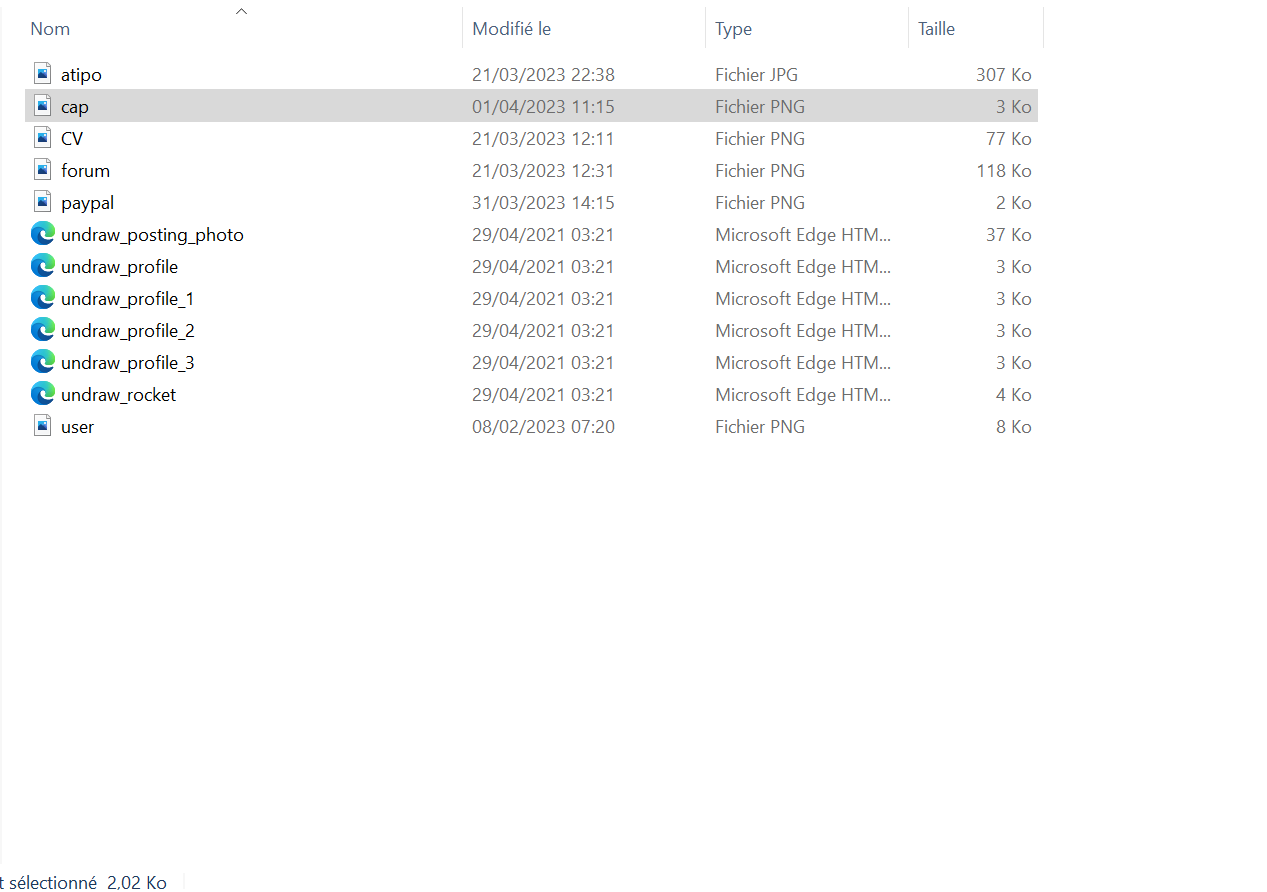 Nom Modifié le Type Taille
atipo 21/03/2023 22:38 Fichier JPG 307 Ko
cap 01/04/2023 11:15 Fichier PNG 3 Ko
CV 21/03/2023 12:11 Fichier PNG 77 Ko
forum 21/03/2023 12:31 Fichier PNG 118 Ko
paypal 31/03/2023 14:15 Fichier PNG 2 Ko
undraw_posting_photo 29/04/2021 03:21 Microsoft Edge HTM... 37 Ko
undraw_profile 29/04/2021 03:21 Microsoft Edge HTM... 3 Ko
undraw_profile_1 29/04/2021 03:21 Microsoft Edge HTM... 3 Ko
undraw_profile_2 29/04/2021 03:21 Microsoft Edge HTM... 3 Ko
undraw_profile_3 29/04/2021 03:21 Microsoft Edge HTM... 3 Ko
undraw_rocket 29/04/2021 03:21 Microsoft Edge HTM... 4 Ko
user 08/02/2023 07:20 Fichier PNG 8 Ko
t sélectionné 2,02 Ko